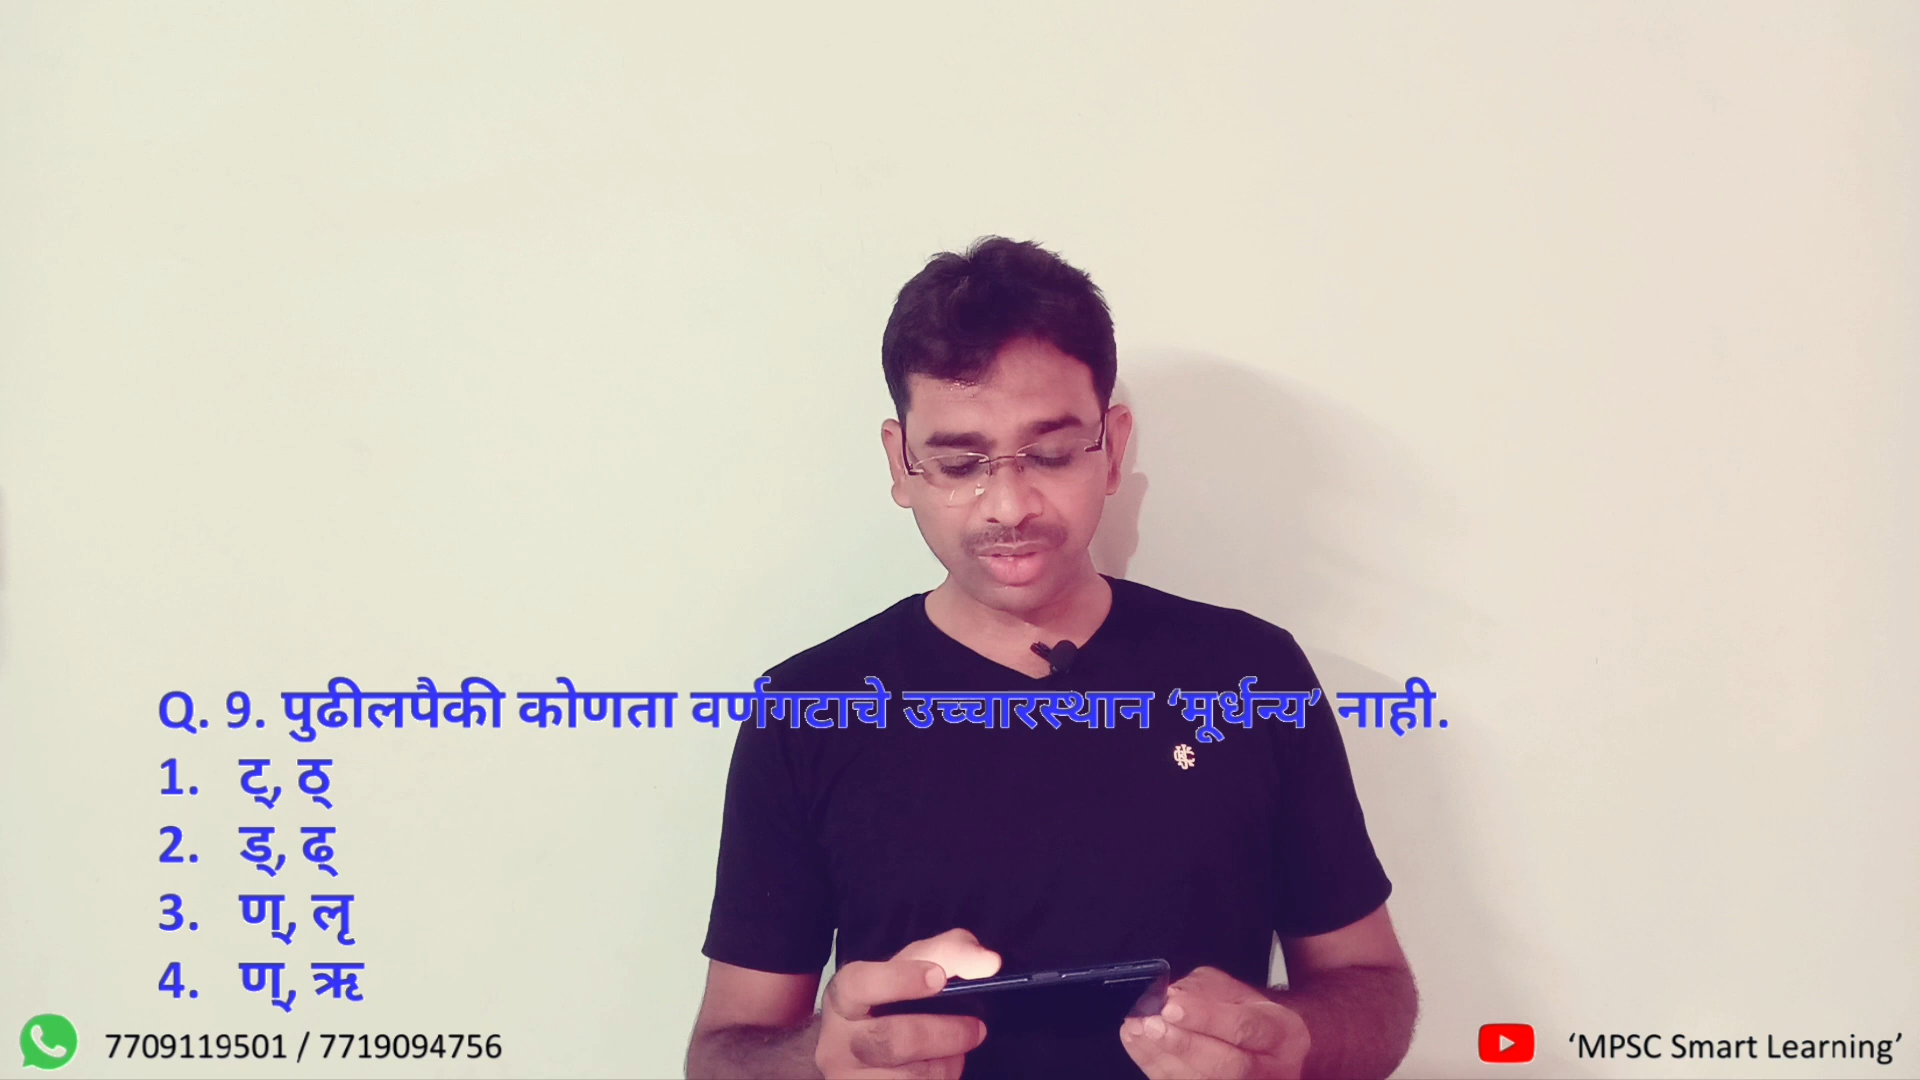 Q. 9. पुढीलपैकी कोणता वर्णगटाचे उच्चारस्थान ‘मूर्धन्य’ नाही.
1. ट्, ठ्
2. ड्, ढ्
3. ण्, लृ
4. ण्, ऋ
7709119501 / 7719094756
‘MPSC Smart Learning’